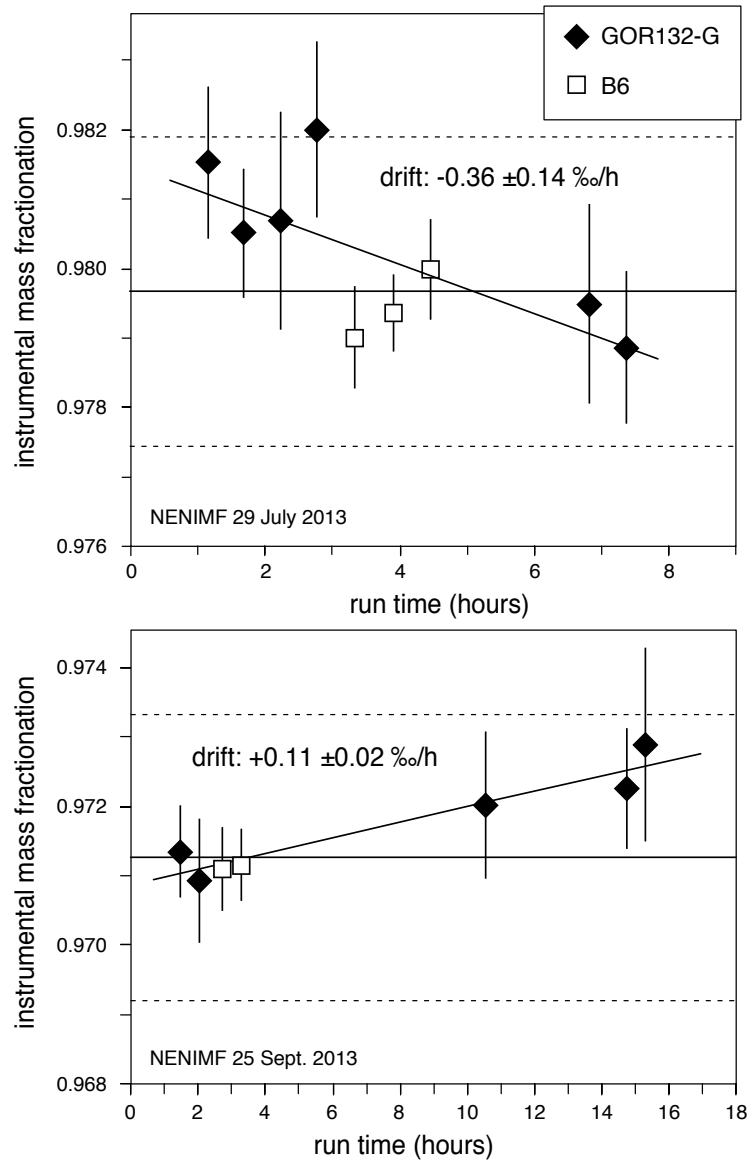 GOR132-G
B6
0.982
drift: -0.36 ±0.14 ‰/h
0.980
0.978
0.976
instrumental mass fractionation
NENIMF 29 July 2013
0 2 4 6 8
run time (hours)
0.974
drift: +0.11 ±0.02 ‰/h
0.972
0.970
0.968
instrumental mass fractionation
NENIMF 25 Sept. 2013
0 2 4 6 8 10 12 14 16 18
run time (hours)